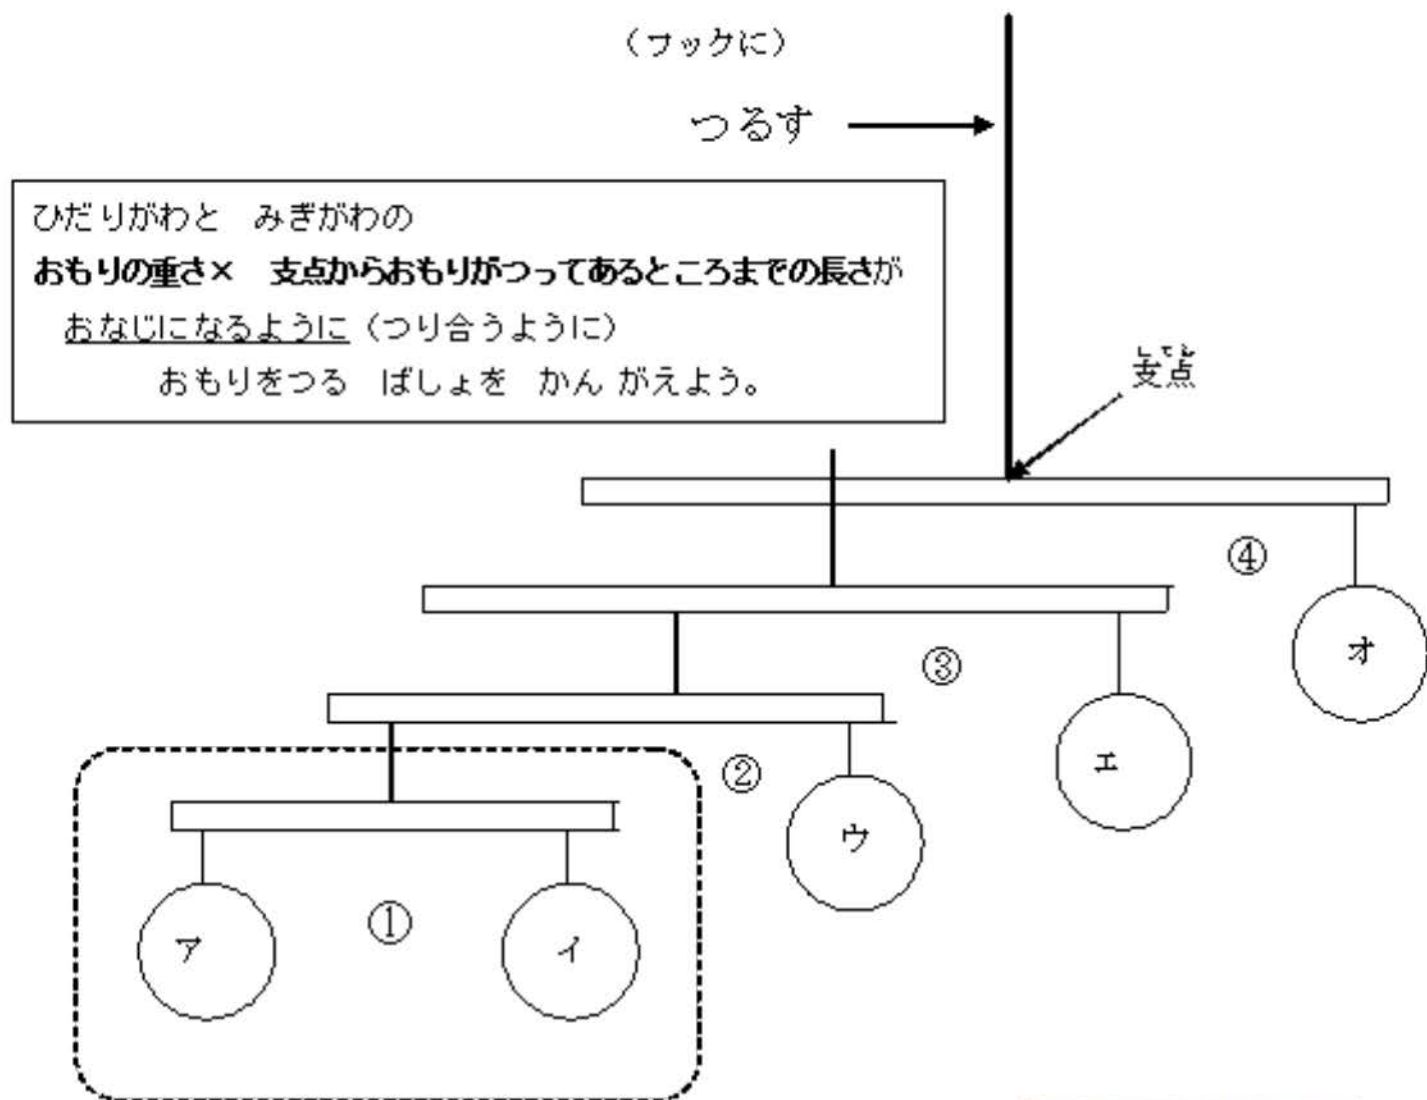 （フックに）
つるす
ひだりがわと　みぎがわの
おもりの重さ×　支点からおもりがつってあるところまでの長さが
おなじになるように（つり合うように）
おもりをつる　ばしょを　かん がえよう。
してん
支点
④
オ
③
エ
②
ウ
①
ア
イ